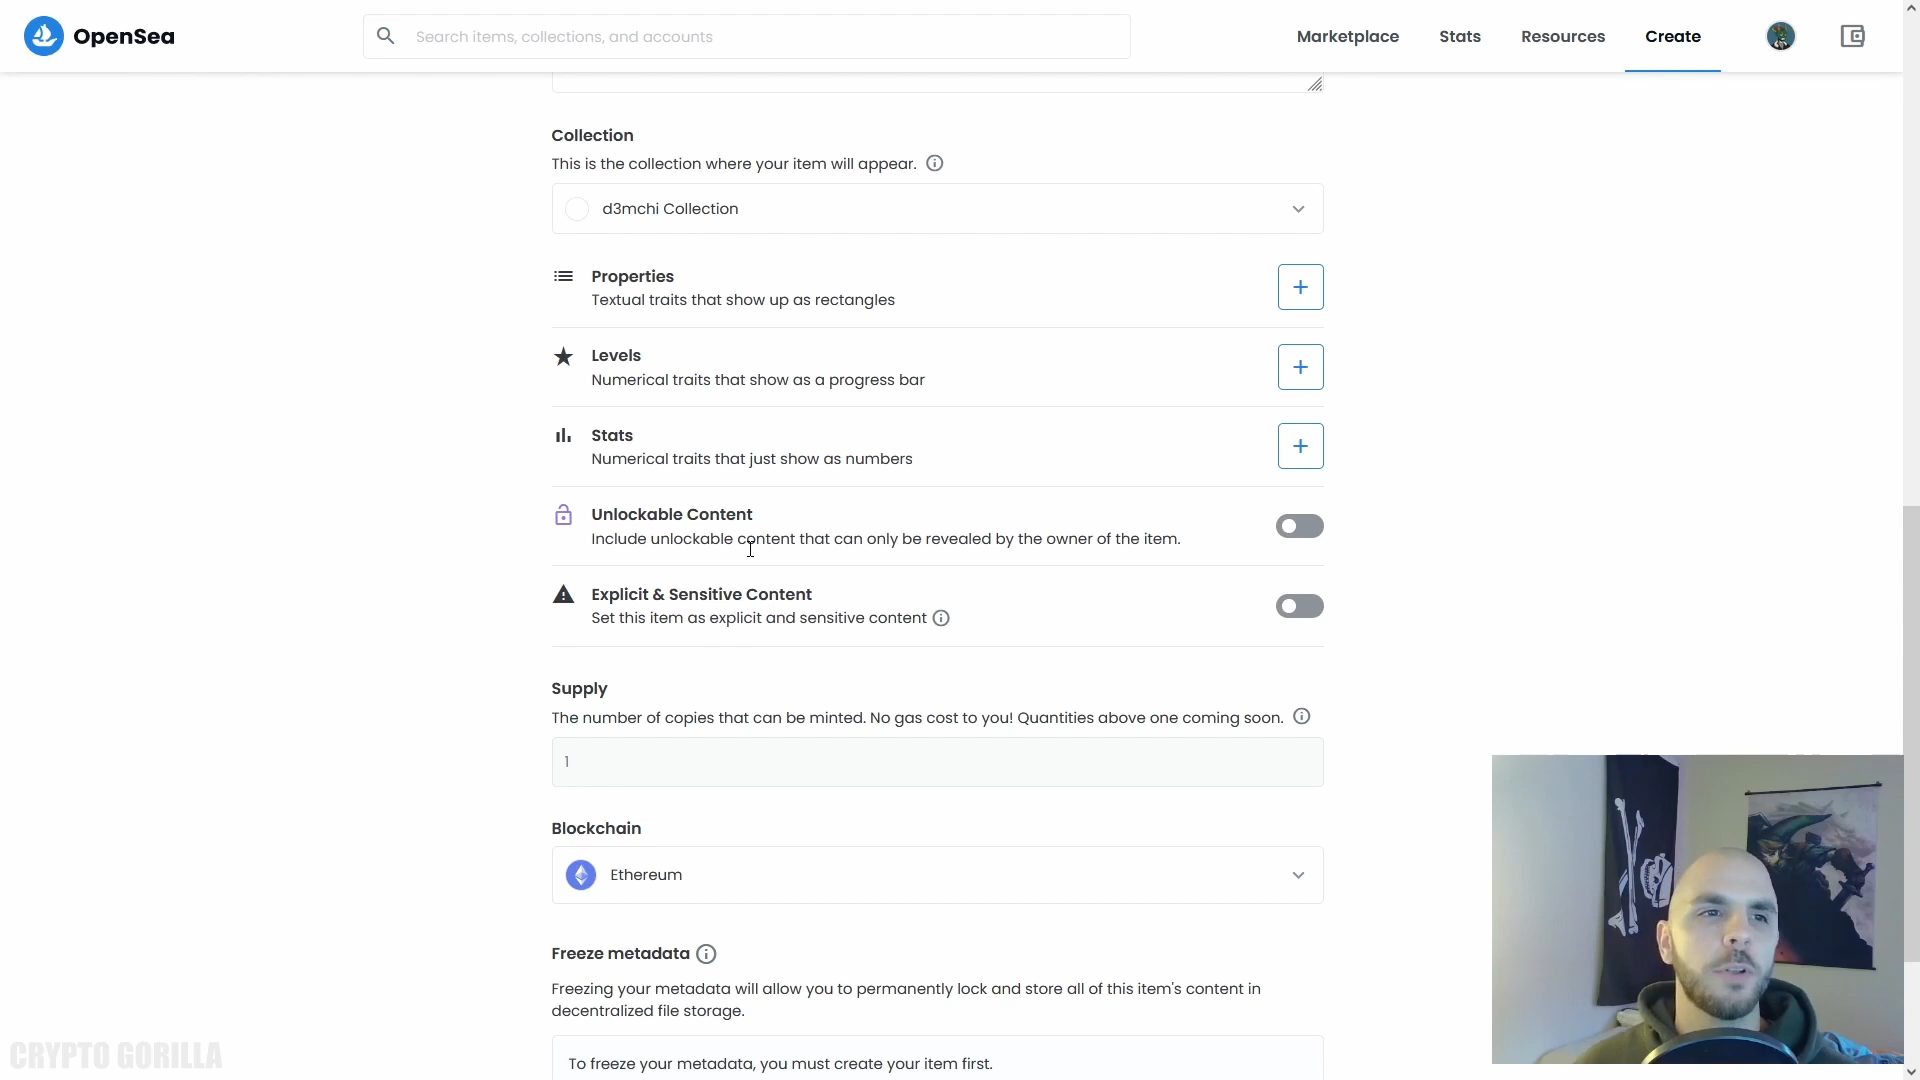 OpenSea
Search items, collections, and accounts
Marketplace
Stats
Resources
Create
Collection
This is the collection where your item will appear.
d3mchi Collection
Properties
Textual traits that show up as rectangles
Levels
Numerical traits that show as a progress bar
Stats
Numerical traits that just show as numbers
Unlockable Content
Include unlockable content that can only be revealed by the owner of the item.
Explicit & Sensitive Content
Set this item as explicit and sensitive content
Supply
The number of copies that can be minted. No gas cost to you! Quantities above one coming soon.
1
Blockchain
Ethereum
Freeze metadata
Freezing your metadata will allow you to permanently lock and store all of this item's content in
decentralized file storage.
To freeze your metadata, you must create your item first.
CRYPTO GORILLA